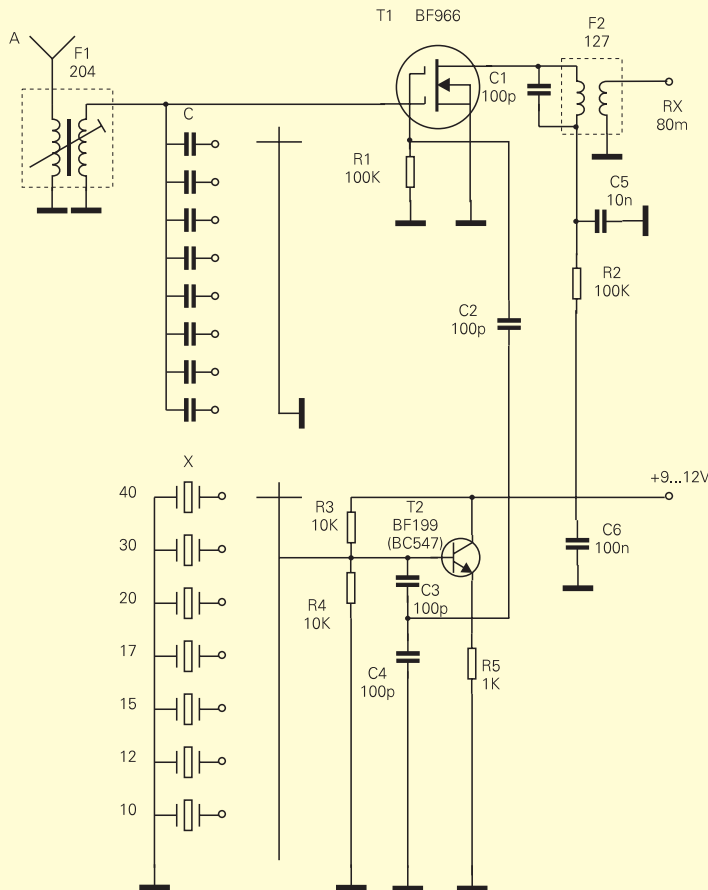 T1 BF966
A
F1
204
F2
127
C1
100p
RX
80m
C
R1
100K
C5
10n
R2
100K
C2
100p
X
+9...12V
40
R3
10K
T2
BF199
(BC547)
30
C6
100n
20
R4
10K
C3
100p
17
C4
100p
R5
1K
15
12
10